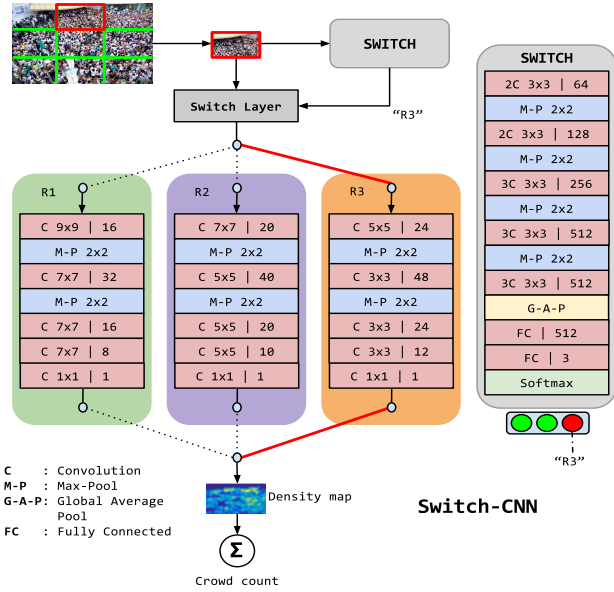 SWITCH
Switch Layer
“R3”
R1
C 9x9 | 16
M-P 2x2
C 7x7 | 32
M-P 2x2
C 7x7 | 16
C 7x7 | 8
C 1x1 | 1
R2
C 7x7 | 20
M-P 2x2
C 5x5 | 40
M-P 2x2
C 5x5 | 20
C 5x5 | 10
C 1x1 | 1
R3
C 5x5 | 24
M-P 2x2
C 3x3 | 48
M-P 2x2
C 3x3 | 24
C 3x3 | 12
C 1x1 | 1
SWITCH
2C 3x3 | 64
M-P 2x2
2C 3x3 | 128
M-P 2x2
3C 3x3 | 256
M-P 2x2
3C 3x3 | 512
M-P 2x2
3C 3x3 | 512
G-A-P
FC | 512
FC | 3
Softmax
“R3”
C : Convolution
M-P : Max-Pool
G-A-P: Global Average
Pool
FC : Fully Connected
Density map
Σ
Crowd count
Switch-CNN